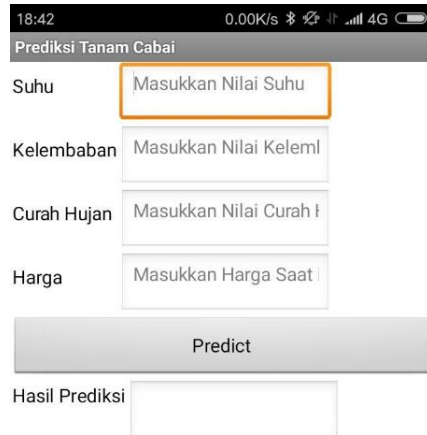 18:42 0.00K/s 4G
Prediksi Tanam Cabai
Suhu Masukkan Nilai Suhu
Kelembaban Masukkan Nilai Keleml
Curah Hujan Masukkan Nilai Curah
Harga Masukkan Harga Saat
Predict
Hasil Prediksi